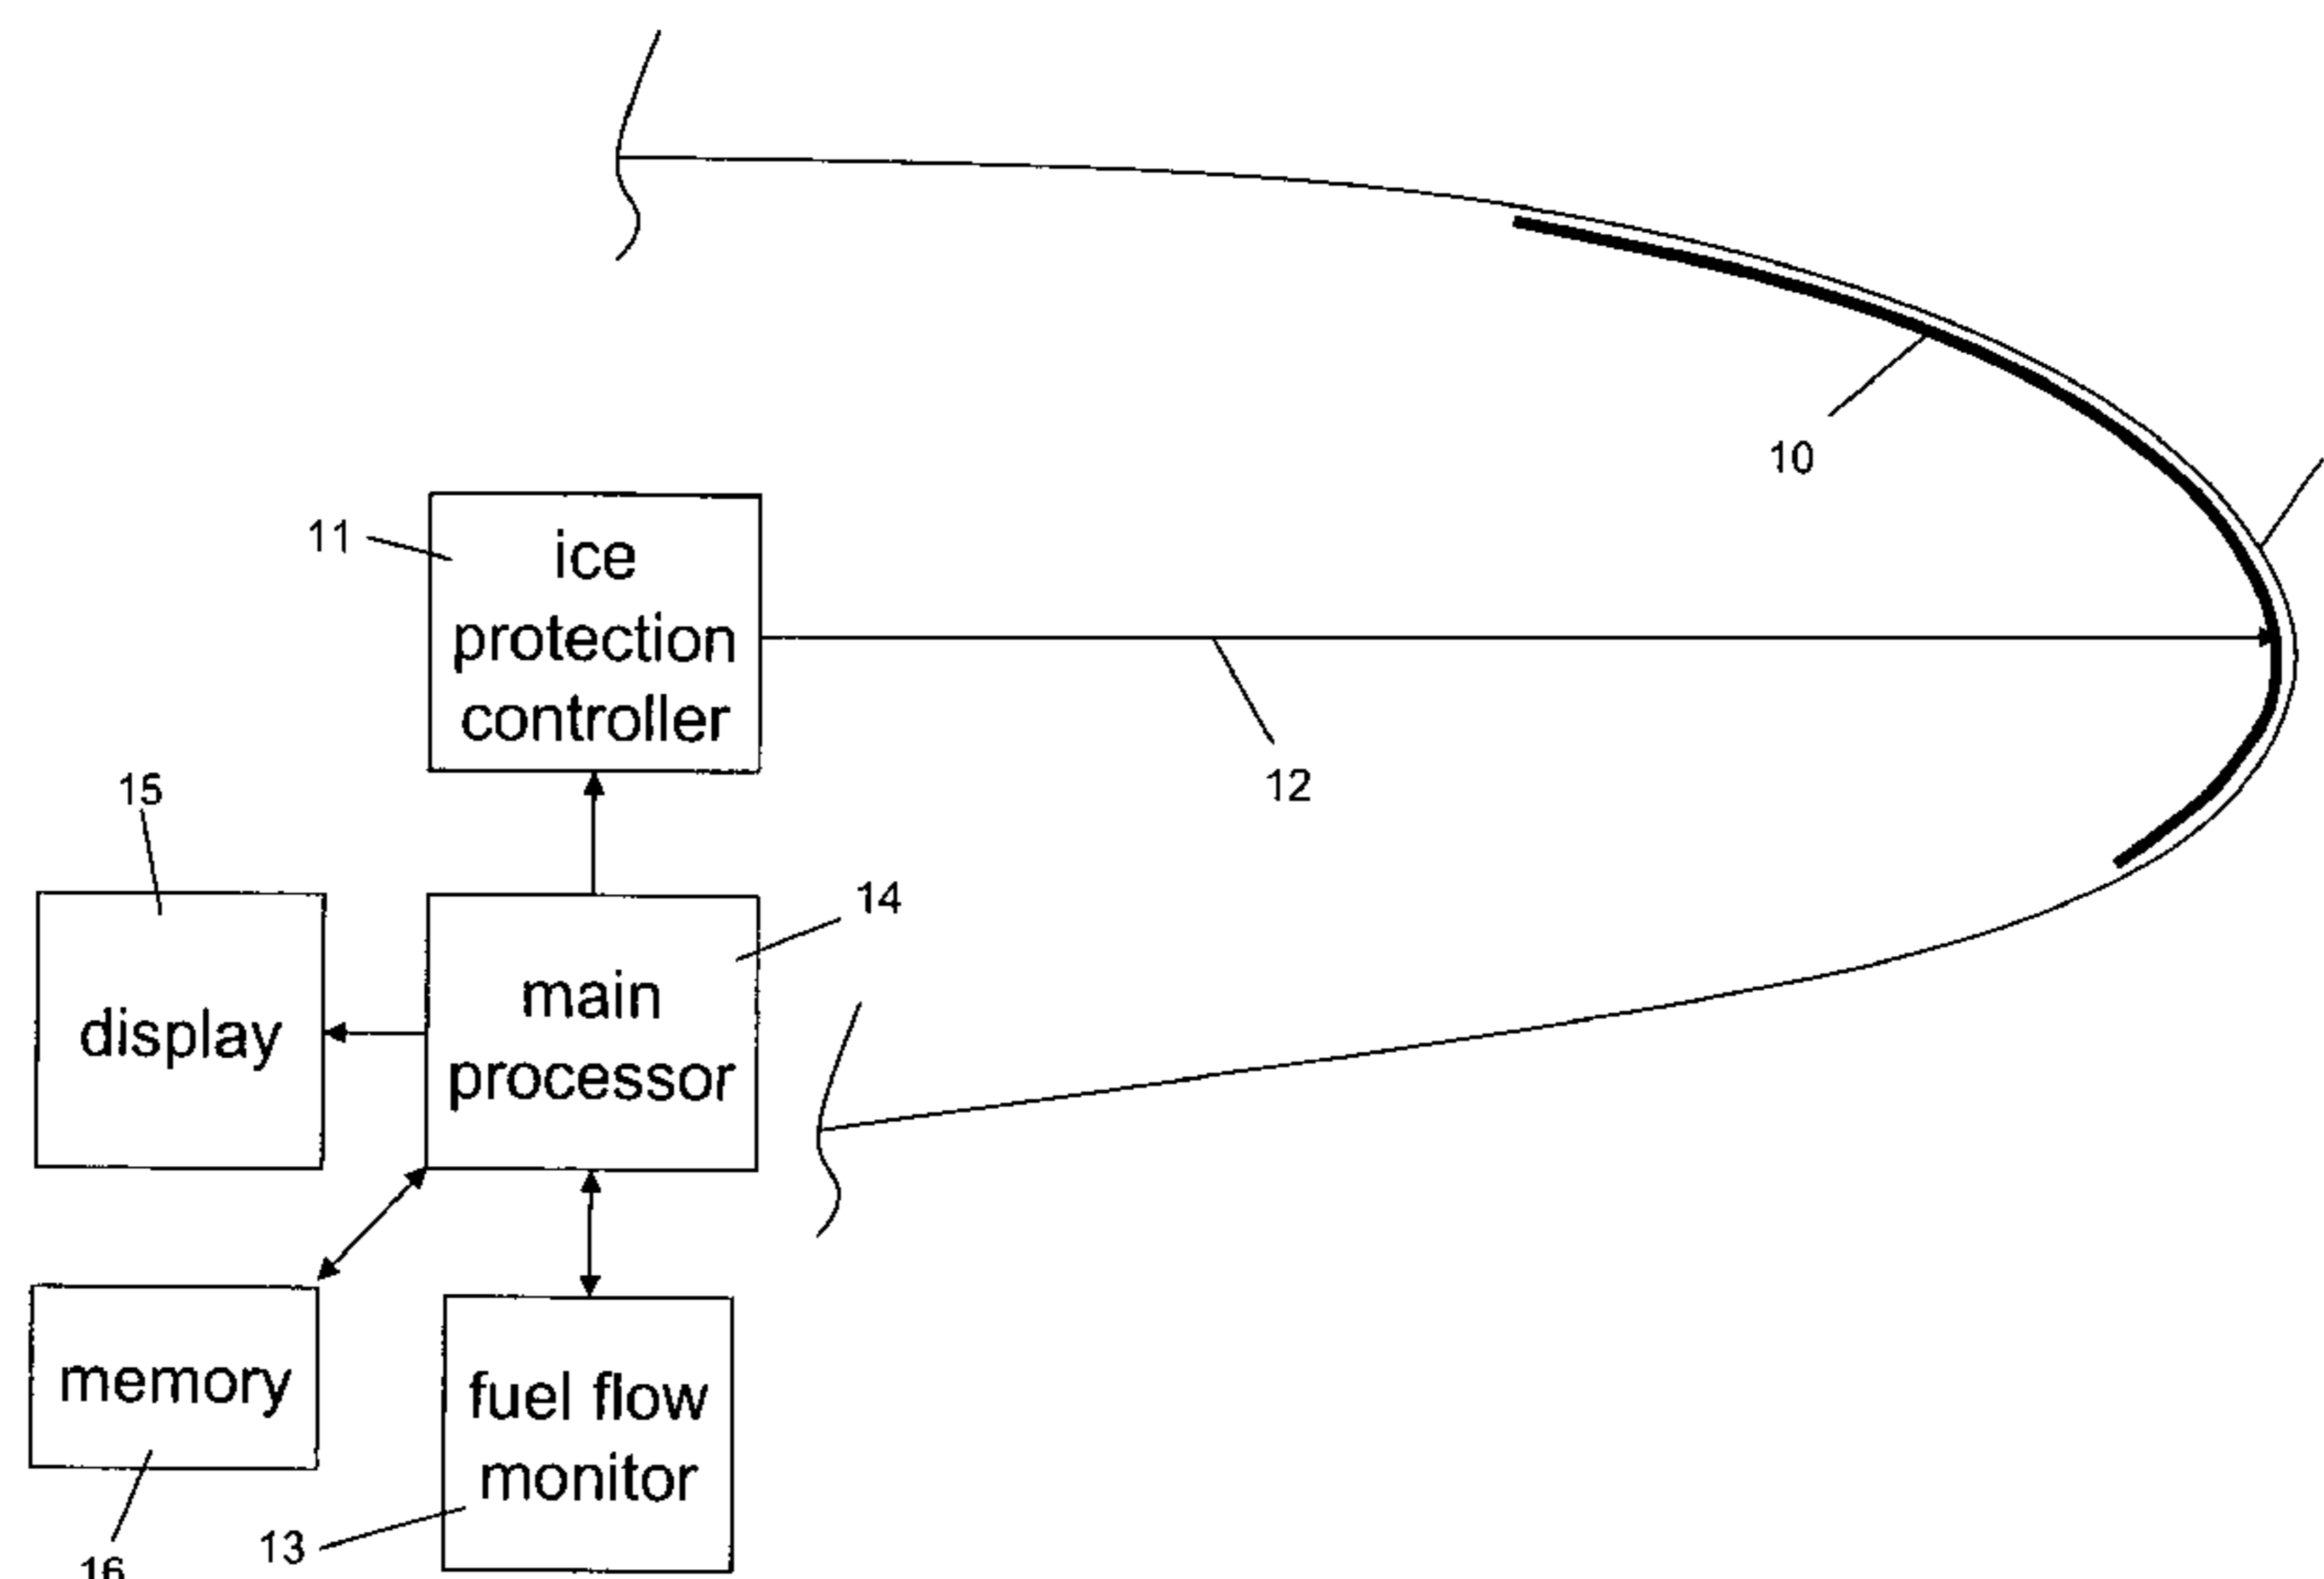 10
11
ice
protection
controller
12
15
14
display
main
processor
memory
fuel flow
monitor
13
16